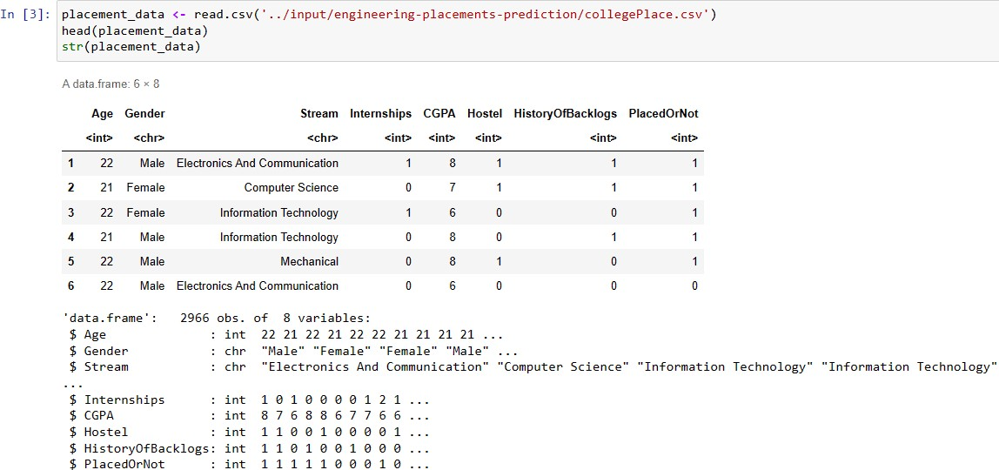 In [3]: placement_data <- read.csv('../input/engineering-placements-prediction/collegePlace.csv')
head(placement_data)
str(placement_data)
A data.frame: 6 × 8
Age Gender Stream Internships CGPA Hostel HistoryOfBacklogs PlacedOrNot
<int> <chr> <chr> <int> <int> <int> <int> <int>
1 22 Male Electronics And Communication 1 8 1 1 1
2 21 Female Computer Science 0 7 1 1 1
3 22 Female Information Technology 1 6 0 0 1
4 21 Male Information Technology 0 8 0 1 1
5 22 Male Mechanical 0 8 1 0 1
6 22 Male Electronics And Communication 0 6 0 0 0
'data.frame': 2966 obs. of 8 variables:
$ Age : int 22 21 22 21 22 22 21 21 21 21 ...
$ Gender : chr "Male" "Female" "Female" "Male" ...
$ Stream : chr "Electronics And Communication" "Computer Science" "Information Technology" "Information Technology"
...
$ Internships : int 1 0 1 0 0 0 0 1 2 1 ...
$ CGPA : int 8 7 6 8 8 6 7 7 6 6 ...
$ Hostel : int 1 1 0 0 1 0 0 0 0 1 ...
$ HistoryOfBacklogs: int 1 1 0 1 0 0 1 0 0 0 ...
$ PlacedOrNot : int 1 1 1 1 1 0 0 0 1 0 ...